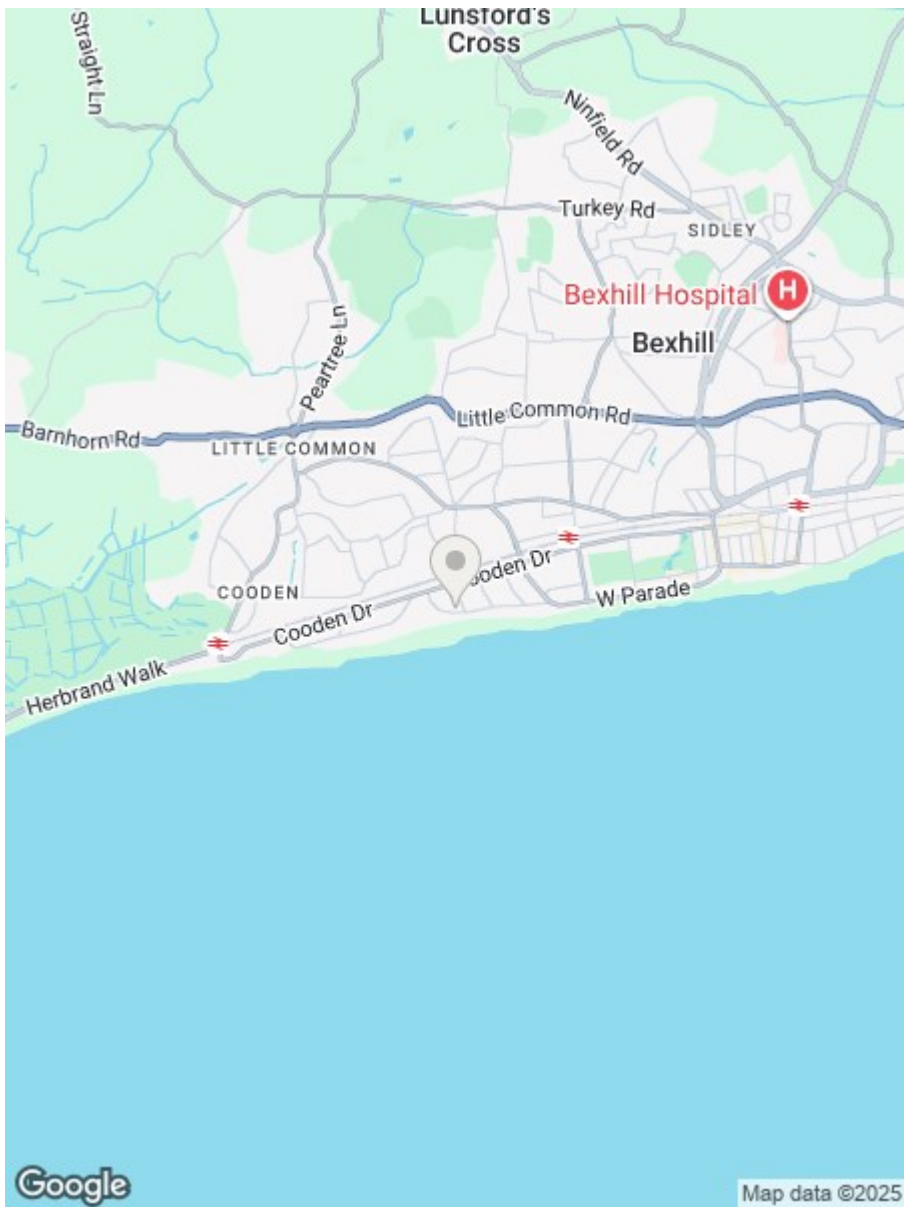 Lunsford's
Cross
Straight Ln
Ninfield Rd
Turkey Rd
SIDLEY
Bexhill Hospital
H
Bexhill
Peartree Ln
Little Common Rd
Barnhorn Rd
LITTLE COMMON
Cooden Dr
COODEN
W Parade
Cooden Dr
Herbrand Walk
Google
Map data ©2025